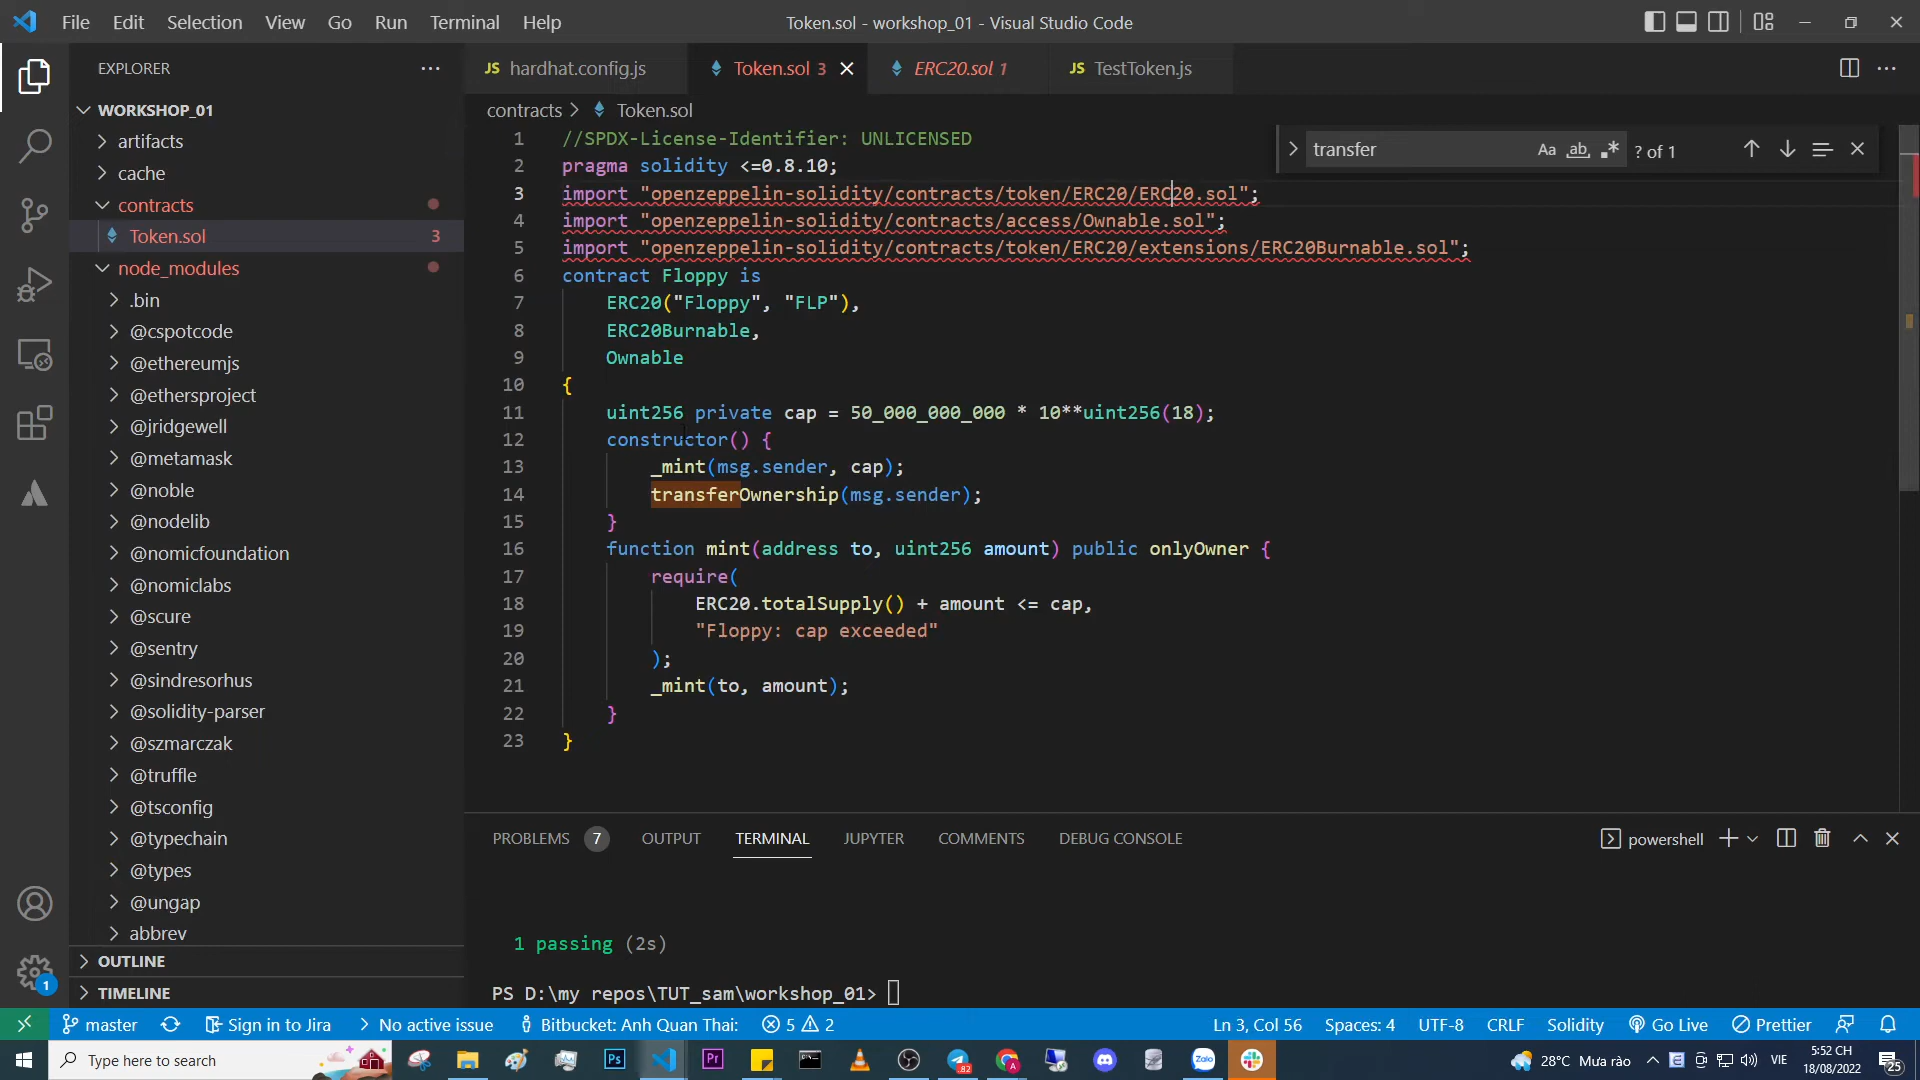 File Edit Selection View Go Run Terminal Help
Token.sol - workshop_01 - Visual Studio Code
EXPLORER
WORKSHOP_01
artifacts
cache
contracts
Token.sol 3
node_modules
.bin
@cspotcode
@ethereumjs
@ethersproject
@jridgewell
@metamask
@noble
@nodelib
@nomicfoundation
@nomiclabs
@scure
@sentry
@sindresorhus
@solidity-parser
@szmarczak
@truffle
@tsconfig
@typechain
@types
@ungap
abbrev
OUTLINE
TIMELINE
1
JS hardhat.config.js
Token.sol 3
ERC20.sol 1
JS TestToken.js
contracts > Token.sol
transfer Aa ab ? of 1
1 //SPDX-License-Identifier: UNLICENSED
2 pragma solidity <=0.8.10;
3 import "openzeppelin-solidity/contracts/token/ERC20/ERC20.sol";
4 import "openzeppelin-solidity/contracts/access/Ownable.sol";
5 import "openzeppelin-solidity/contracts/token/ERC20/extensions/ERC20Burnable.sol";
6 contract Floppy is
7 ERC20("Floppy", "FLP"),
8 ERC20Burnable,
9 Ownable
10 {
11 uint256 private cap = 50_000_000_000 * 10**uint256(18);
12 constructor() {
13 _mint(msg.sender, cap);
14 transferOwnership(msg.sender);
15 }
16 function mint(address to, uint256 amount) public onlyOwner {
17 require(
18 ERC20.totalSupply() + amount <= cap,
19 "Floppy: cap exceeded"
20 );
21 _mint(to, amount);
22 }
23 }
PROBLEMS 7 OUTPUT TERMINAL JUPYTER COMMENTS DEBUG CONSOLE
powershell
1 passing (2s)
PS D:\my repos\TUT_sam\workshop_01>
master Sign in to Jira No active issue Bitbucket: Anh Quan Thai: 5 2
Ln 3, Col 56 Spaces: 4 UTF-8 CRLF Solidity Go Live Prettier
Type here to search
Ps
Pr
82
A
Zalo
28°C Mưa rào
VIE
5:52 CH
18/08/2022
25